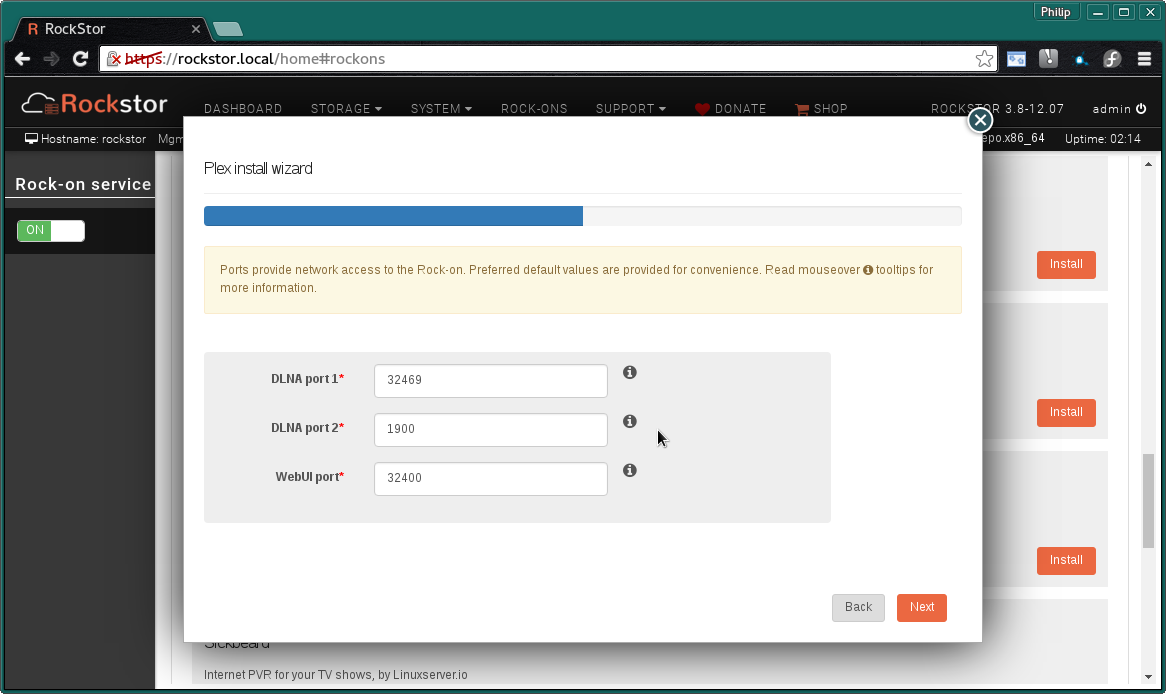 Philip
R RockStor
https://rockstor.local/home#rockons
Rockstor DASHBOARD STORAGE SYSTEM ROCK-ONS SUPPORT DONATE SHOP ROCKSTOR 3.8-12.07 admin
Hostname: rockstor Mgm epo.x86_64 Uptime: 02:14
Rock-on service
ON
Plex install wizard
Ports provide network access to the Rock-on. Preferred default values are provided for convenience. Read mouseover tooltips for
more information.
Install
DLNA port 1* 32469
DLNA port 2* 1900
Install
WebUI port* 32400
Install
Back Next
Sickbeard
Internet PVR for your TV shows, by Linuxserver.io